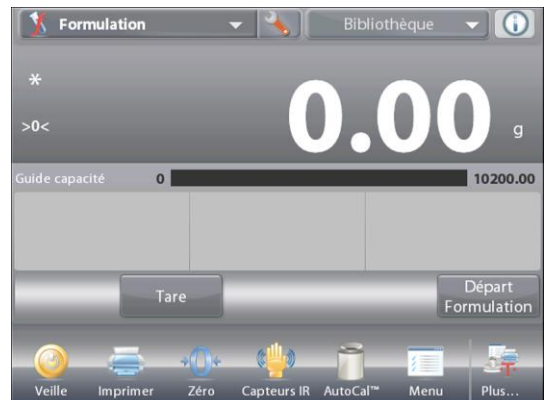 Formulation Bibliothèque
*
>0<
0.00 g
Guide capacité 0 10200.00
Tare
Départ
Formulation
Veille Imprimer Zéro Capteurs IR AutoCal™ Menu Plus...